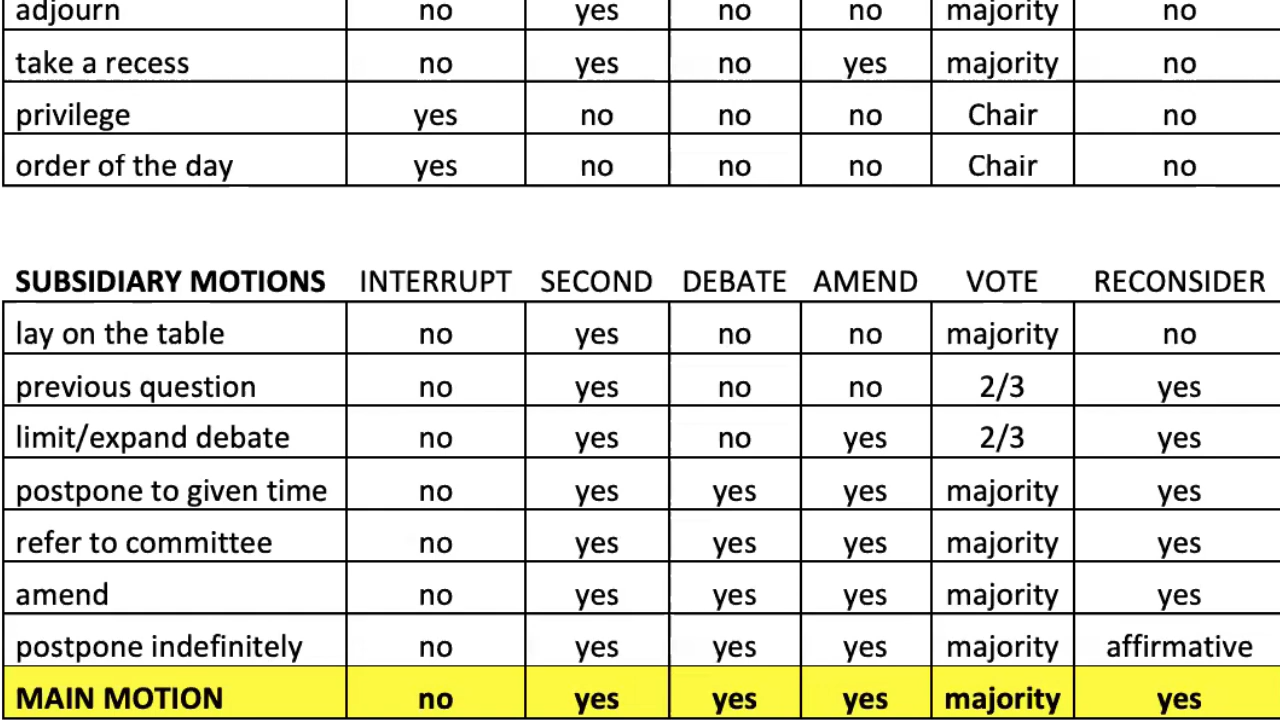 adjourn no yes no no majority no
take a recess no yes no yes majority no
privilege yes no no no Chair no
order of the day yes no no no Chair no
SUBSIDIARY MOTIONS INTERRUPT SECOND DEBATE AMEND VOTE RECONSIDER
lay on the table no yes no no majority no
previous question no yes no no 2/3 yes
limit/expand debate no yes no yes 2/3 yes
postpone to given time no yes yes yes majority yes
refer to committee no yes yes yes majority yes
amend no yes yes yes majority yes
postpone indefinitely no yes yes yes majority affirmative
MAIN MOTION no yes yes yes majority yes